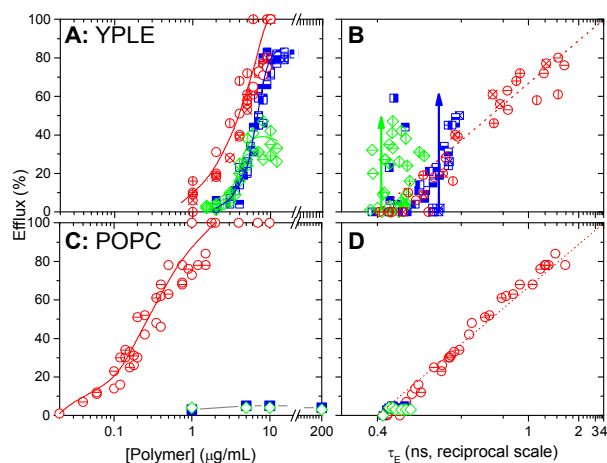 A: YPLE
B
100
80
60
40
20
0
Efflux (%)
C: POPC
D
100
80
60
40
20
0
0.1 1 10 200
0.4 1 2 34
[Polymer] (μg/mL)
τE (ns, reciprocal scale)